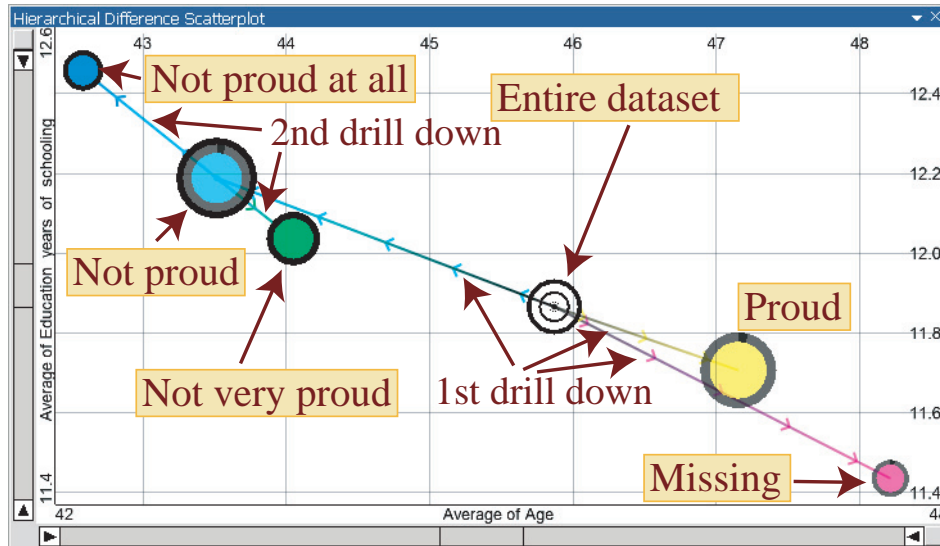 Hierarchical Difference Scatterplot
43 44 45 46 47 48
12.6
Not proud at all
Entire dataset
12.4
2nd drill down
12.2
Average of Education years of schooling
Not proud
12.0
Proud
11.8
Not very proud
1st drill down
11.6
Missing
11.4
11.4
42
Average of Age